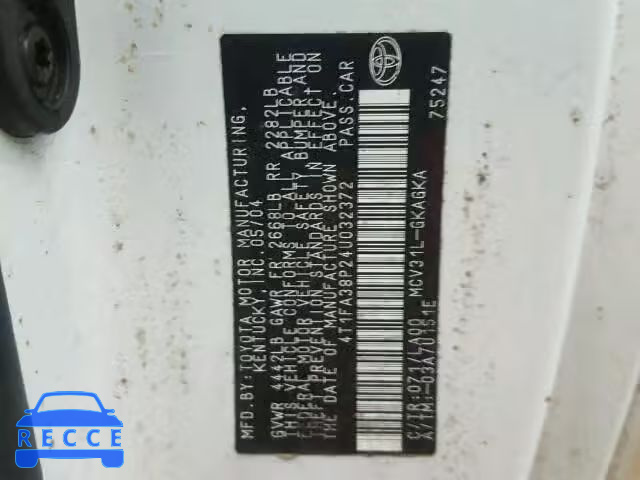 MFD.BY:TOYOTA MOTOR MANUFACTURING,
KENTUCKY, INC.05/04
GVWR 4442LB GAWR FR 2668LB RR 2282LB
THIS VEHICLE CONFORMS TO ALL APPLICABLE
FEDERAL MOTOR VEHICLE SAFETY, BUMPER AND
THEFT PREVENTION STANDARDS IN EFFECT ON
THE DATE OF MANUFACTURE SHOWN ABOVE.
4T1FA38P24U032372 PASS.CAR
C/TR:071/LA00 MCV31L-GKAGKA
A/TM:-03A/U151E 75247
BIDCARS.EU